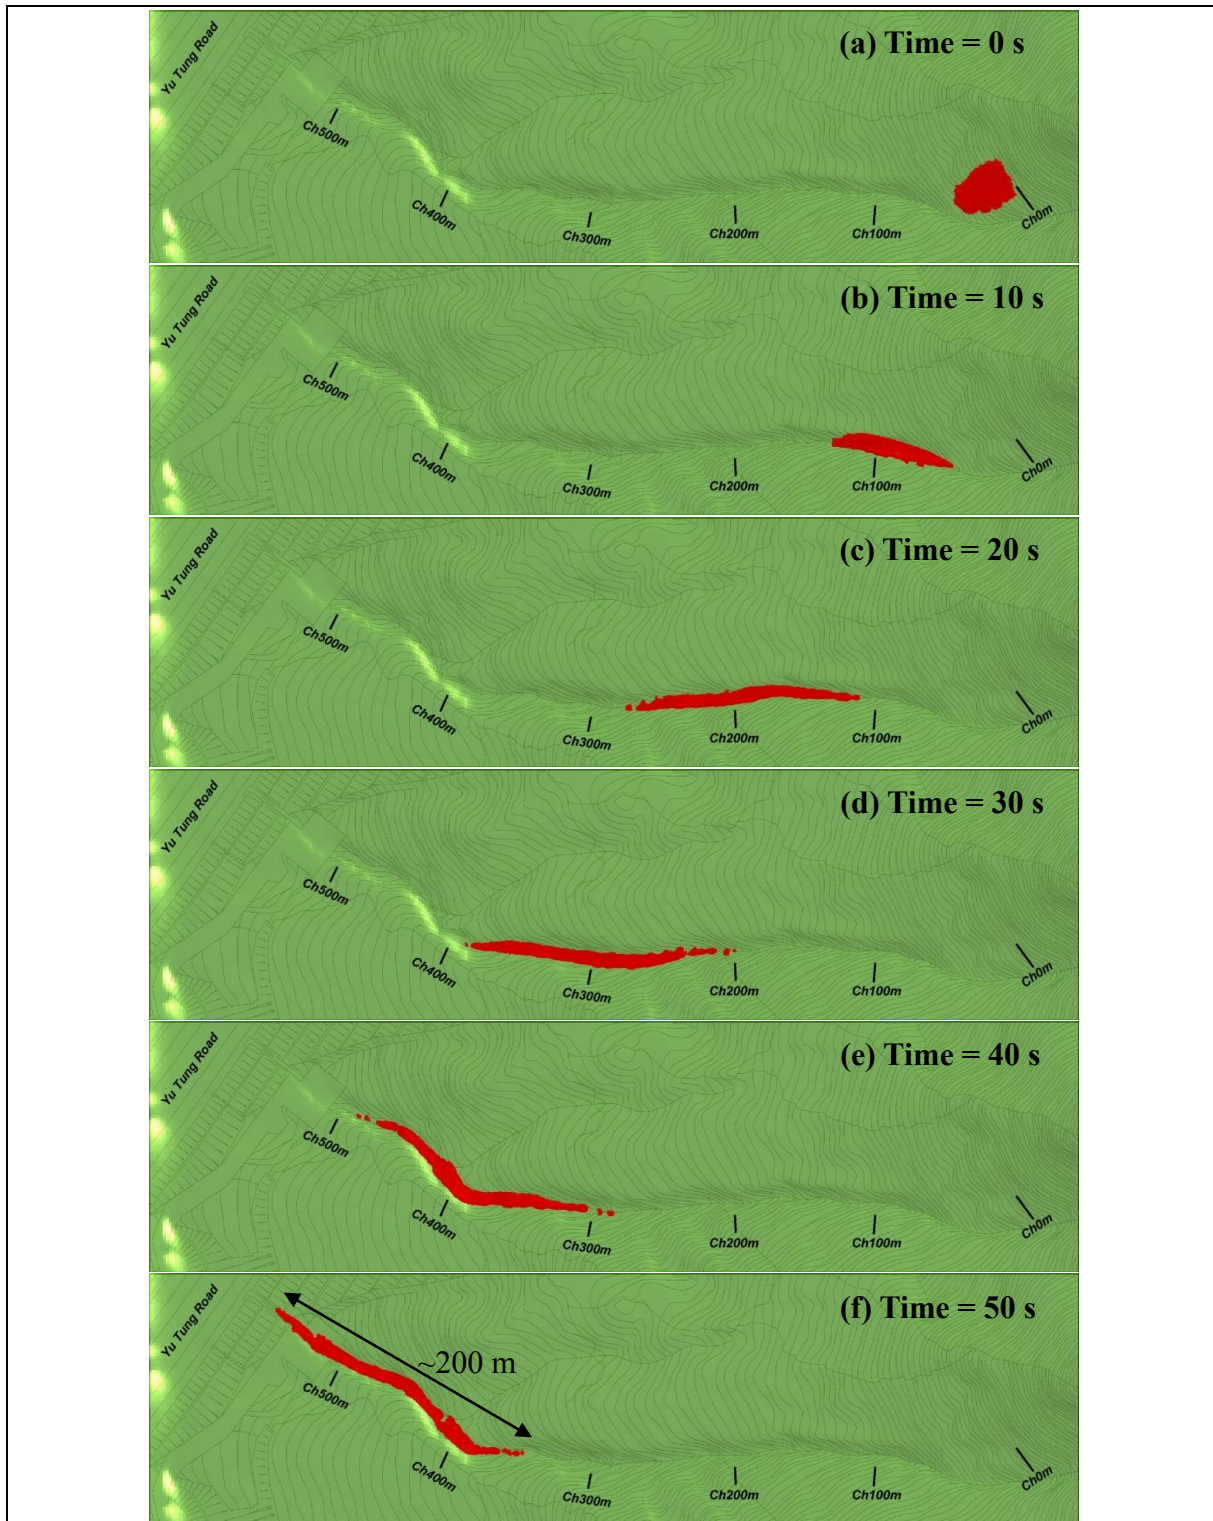 (a) Time = 0 s
Yu Tung Road
Ch500m
Ch400m
Ch300m
Ch200m
Ch100m
Ch0m
(b) Time = 10 s
Yu Tung Road
Ch500m
Ch400m
Ch300m
Ch200m
Ch100m
Ch0m
(c) Time = 20 s
Yu Tung Road
Ch500m
Ch400m
Ch300m
Ch200m
Ch100m
Ch0m
(d) Time = 30 s
Yu Tung Road
Ch500m
Ch400m
Ch300m
Ch200m
Ch100m
Ch0m
(e) Time = 40 s
Yu Tung Road
Ch500m
Ch400m
Ch300m
Ch200m
Ch100m
Ch0m
(f) Time = 50 s
Yu Tung Road
~200 m
Ch500m
Ch400m
Ch300m
Ch200m
Ch100m
Ch0m